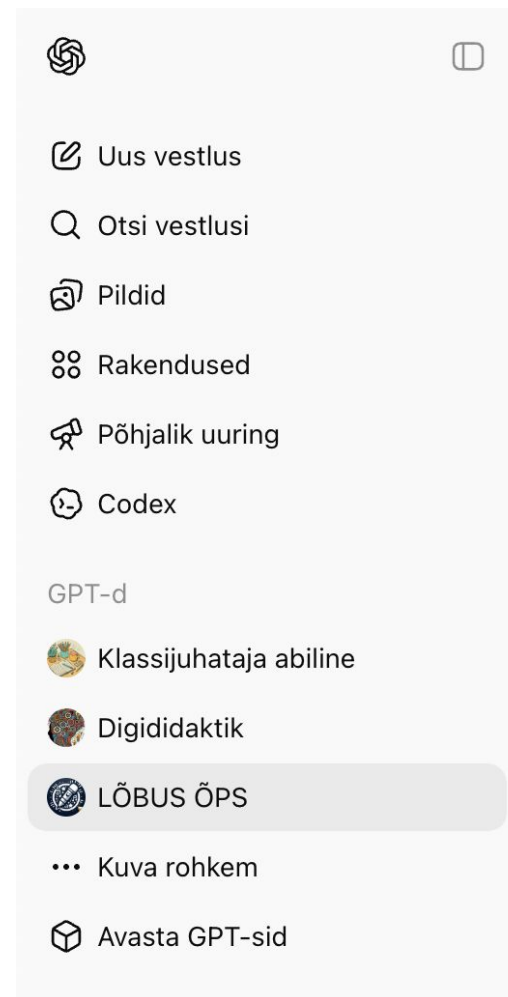 Uus vestlus
Otsi vestlusi
Pildid
Rakendused
Põhjalik uuring
Codex
GPT-d
Klassijuhataja abiline
Digididaktik
LÕBUS ÕPS
Kuva rohkem
Avasta GPT-sid